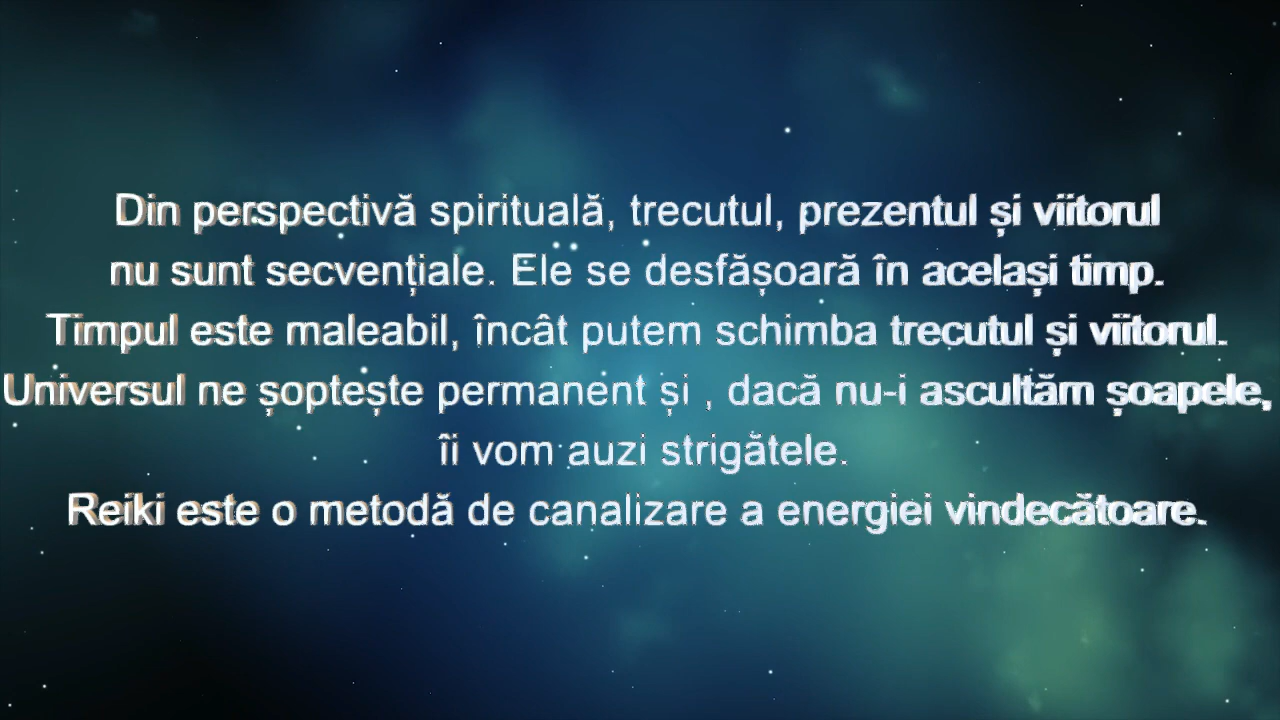 Din perspectivă spirituală, trecutul, prezentul și viitorul
nu sunt secvențiale. Ele se desfășoară în același timp.
Timpul este maleabil, încât putem schimba trecutul și viitorul.
Universul ne șoptește permanent și , dacă nu-i ascultăm șoapele,
îi vom auzi strigătele.
Reiki este o metodă de canalizare a energiei vindecătoare.